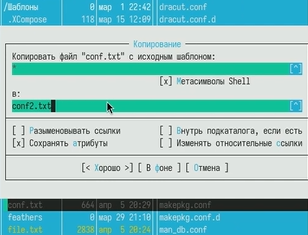 /Шаблоны 0 мар 1 22:42 dracut.conf
.XCompose 118 мар 15 12:09 dracut.conf.d
Копирование
Копировать файл "conf.txt" с исходным шаблоном:
* [^]
[x] Метасимволы Shell
в:
conf2.txt [^]
[ ] Разыменовывать ссылки [ ] Внутрь подкаталога, если есть
[x] Сохранять атрибуты [ ] Изменять относительные ссылки
[< Хорошо >] [ В фоне ] [ Отмена ]
conf.txt 664 апр 5 20:29 makepkg.conf
feathers 0 мар 29 21:10 makepkg.conf.d
file.txt 2838 апр 5 20:24 man_db.conf